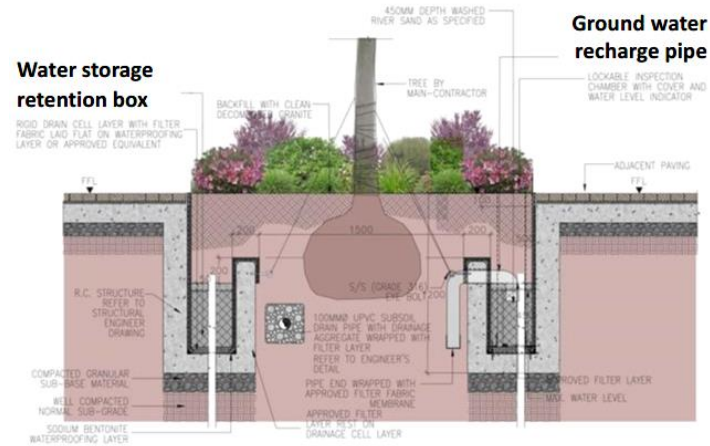 450MM DEPTH WASHED
RIVER SAND AS SPECIFIED
Ground water
recharge pipe
Water storage
retention box
TREE BY
MAIN-CONTRACTOR
LOCKABLE INSPECTION
CHAMBER WITH COVER AND
WATER LEVEL INDICATOR
BACKFILL WITH CLEAN
DECOMPOSED GRANITE
RIGID DRAIN CELL LAYER WITH FILTER
FABRIC LAID FLAT ON WATERPROOFING
LAYER OR APPROVED EQUIVALENT
ADJACENT PAVING
FFL
FFL
200
1500
200
200
R.C. STRUCTURE
REFER TO
STRUCTURAL
ENGINEER
DRAWING
S/S (GRADE 316)
EYE BOLT
1200
100MMØ UPVC SUBSOIL
DRAIN PIPE WITH DRAINAGE
AGGREGATE WRAPPED WITH
FILTER LAYER
REFER TO ENGINEER'S
DETAIL
COMPACTED GRANULAR
SUB-BASE MATERIAL
PIPE END WRAPPED WITH
APPROVED FILTER FABRIC
MEMBRANE
APPROVED FILTER LAYER
MAX. WATER LEVEL
WELL COMPACTED
NORMAL SUB-GRADE
APPROVED FILTER
LAYER REST ON
DRAINAGE CELL LAYER
SODIUM BENTONITE
WATERPROOFING LAYER